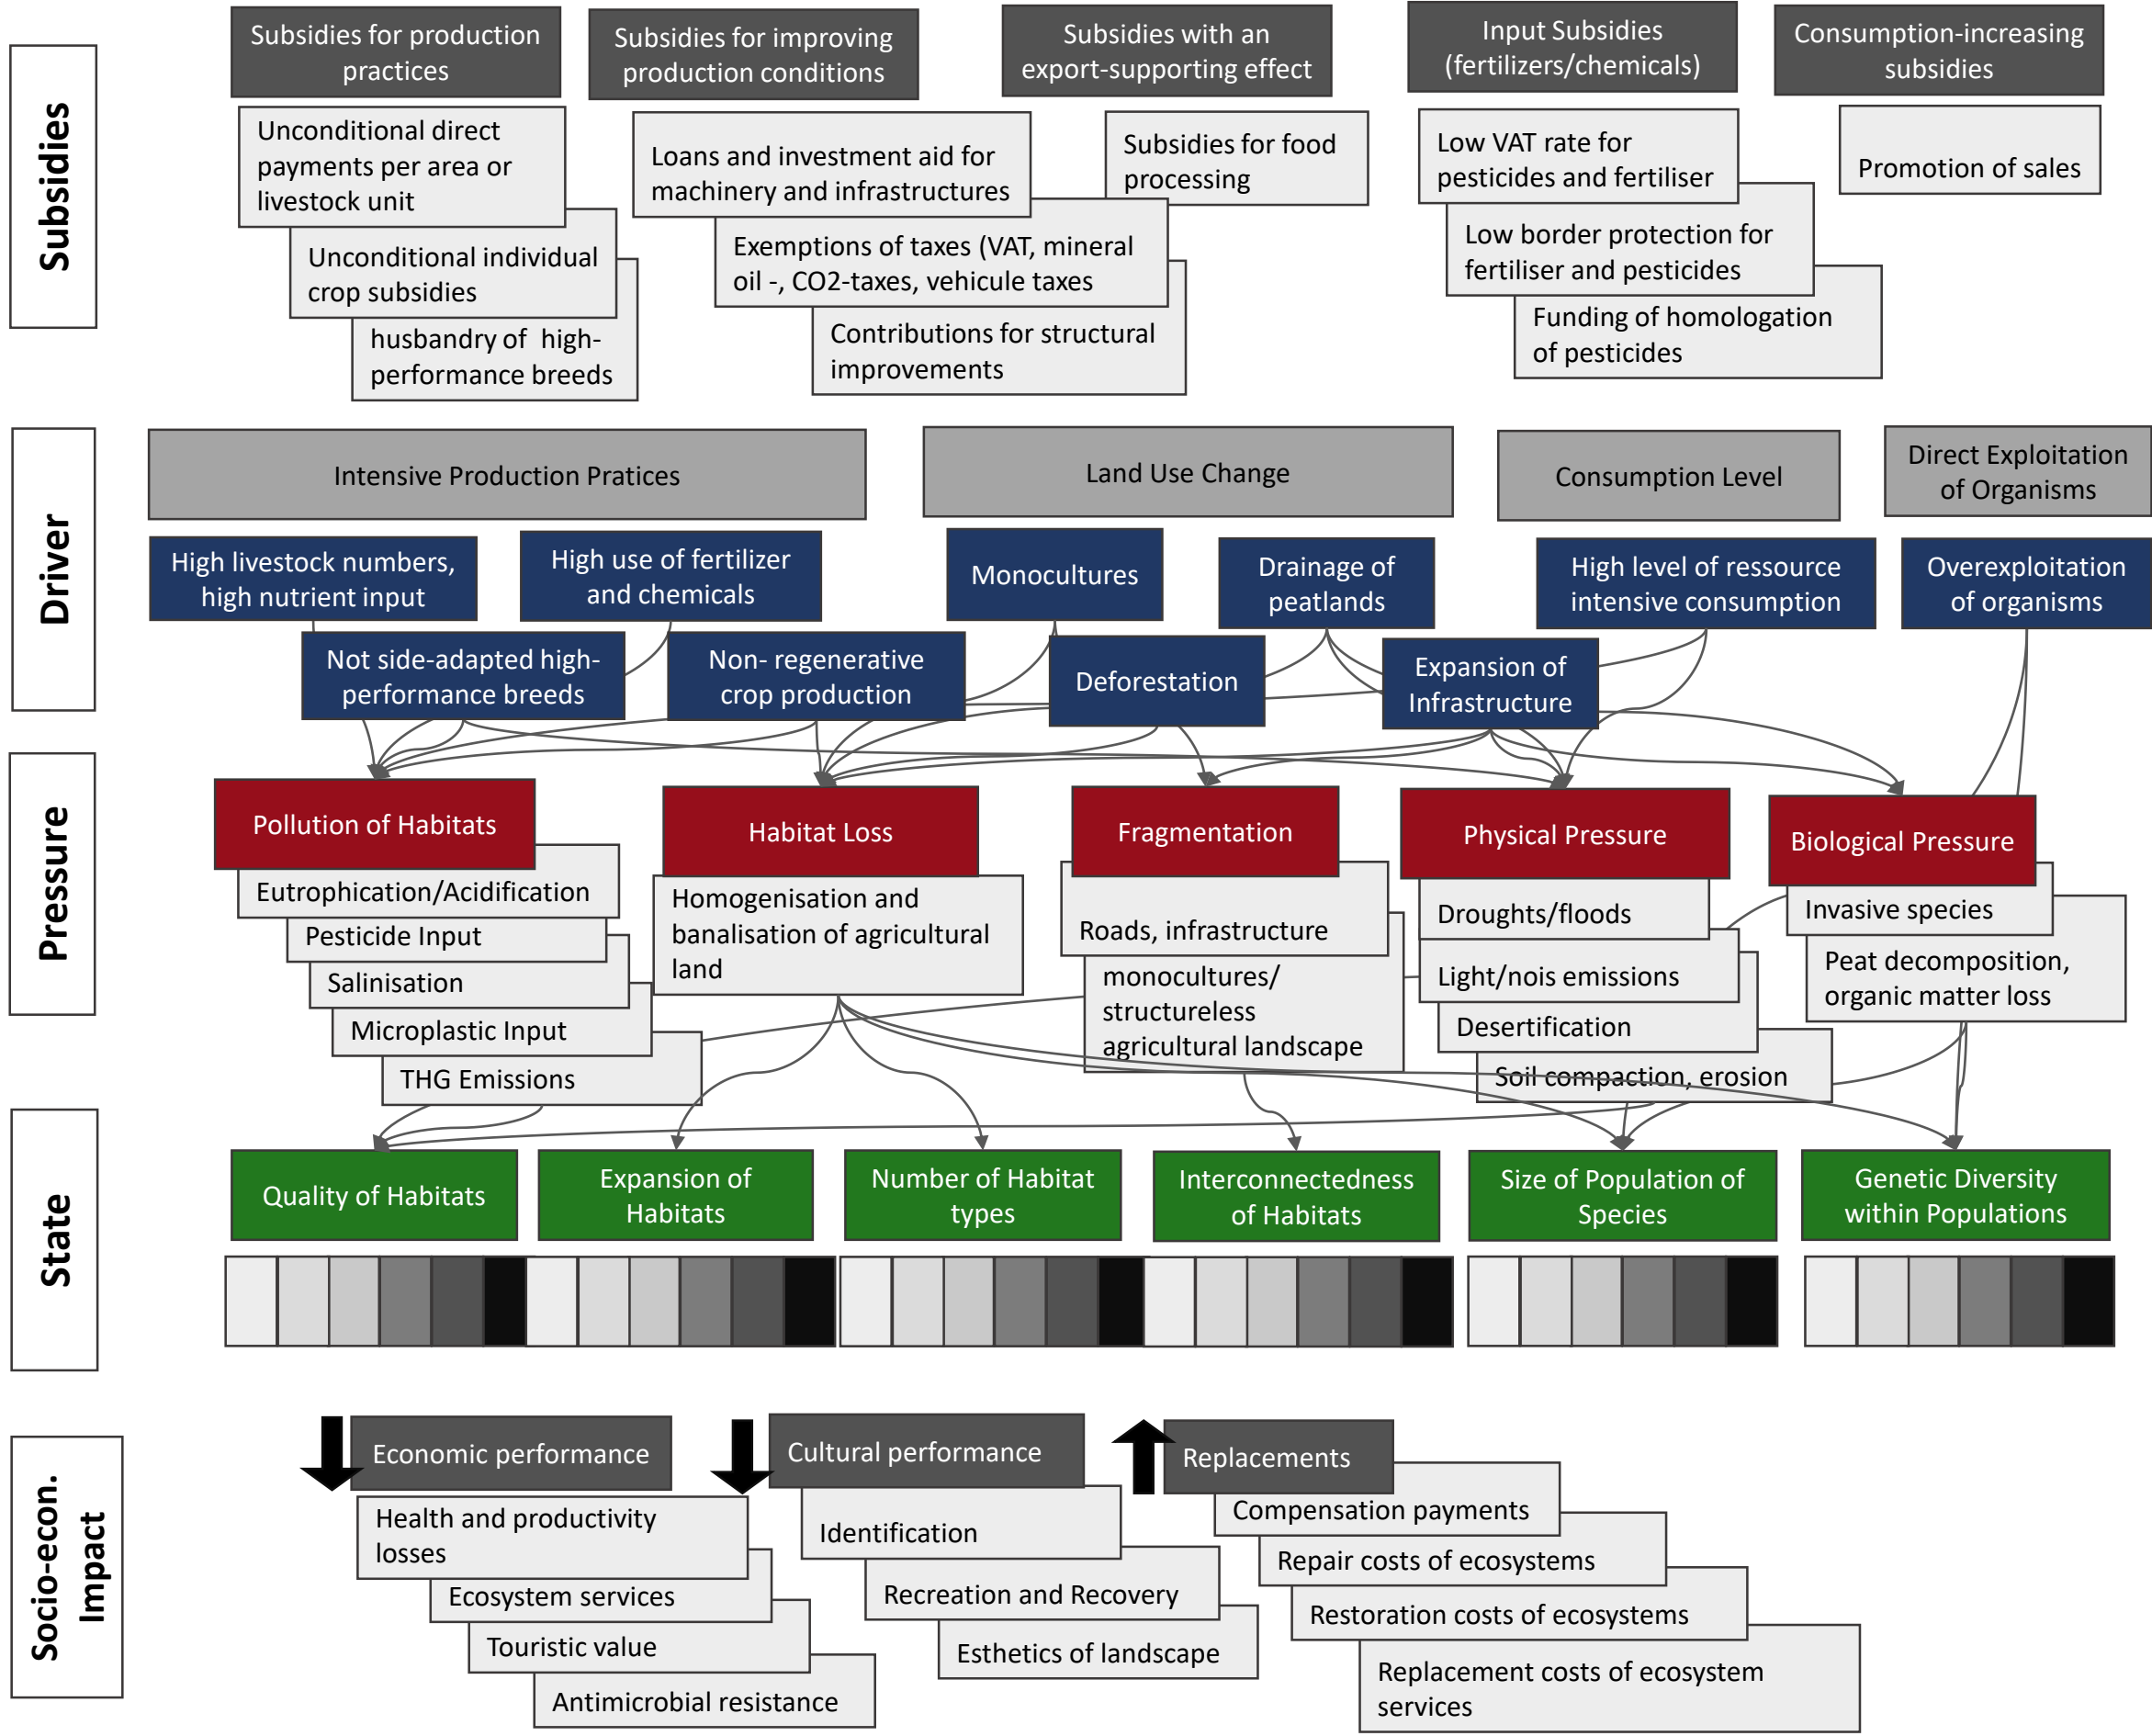 Subsidies
Subsidies for production
practices
Subsidies for improving
production conditions
Subsidies with an
export-supporting effect
Input Subsidies
(fertilizers/chemicals)
Consumption-increasing
subsidies
Unconditional direct
payments per area or
livestock unit
Unconditional individual
crop subsidies
husbandry of high-
performance breeds
Loans and investment aid for
machinery and infrastructures
Exemptions of taxes (VAT, mineral
oil -, CO2-taxes, vehicule taxes
Contributions for structural
improvements
Subsidies for food
processing
Low VAT rate for
pesticides and fertiliser
Low border protection for
fertiliser and pesticides
Funding of homologation
of pesticides
Promotion of sales
Driver
Intensive Production Pratices
Land Use Change
Consumption Level
Direct Exploitation
of Organisms
High livestock numbers,
high nutrient input
High use of fertilizer
and chemicals
Monocultures
Drainage of
peatlands
High level of ressource
intensive consumption
Overexploitation
of organisms
Not side-adapted high-
performance breeds
Non- regenerative
crop production
Deforestation
Expansion of
Infrastructure
Pressure
Pollution of Habitats
Eutrophication/Acidification
Pesticide Input
Salinisation
Microplastic Input
THG Emissions
Habitat Loss
Homogenisation and
banalisation of agricultural
land
Fragmentation
Roads, infrastructure
monocultures/
structureless
agricultural landscape
Physical Pressure
Droughts/floods
Light/nois emissions
Desertification
Soil compaction, erosion
Biological Pressure
Invasive species
Peat decomposition,
organic matter loss
State
Quality of Habitats
Expansion of
Habitats
Number of Habitat
types
Interconnectedness
of Habitats
Size of Population of
Species
Genetic Diversity
within Populations
Socio-econ.
Impact
Economic performance
Health and productivity
losses
Ecosystem services
Touristic value
Antimicrobial resistance
Cultural performance
Identification
Recreation and Recovery
Esthetics of landscape
Replacements
Compensation payments
Repair costs of ecosystems
Restoration costs of ecosystems
Replacement costs of ecosystem
services